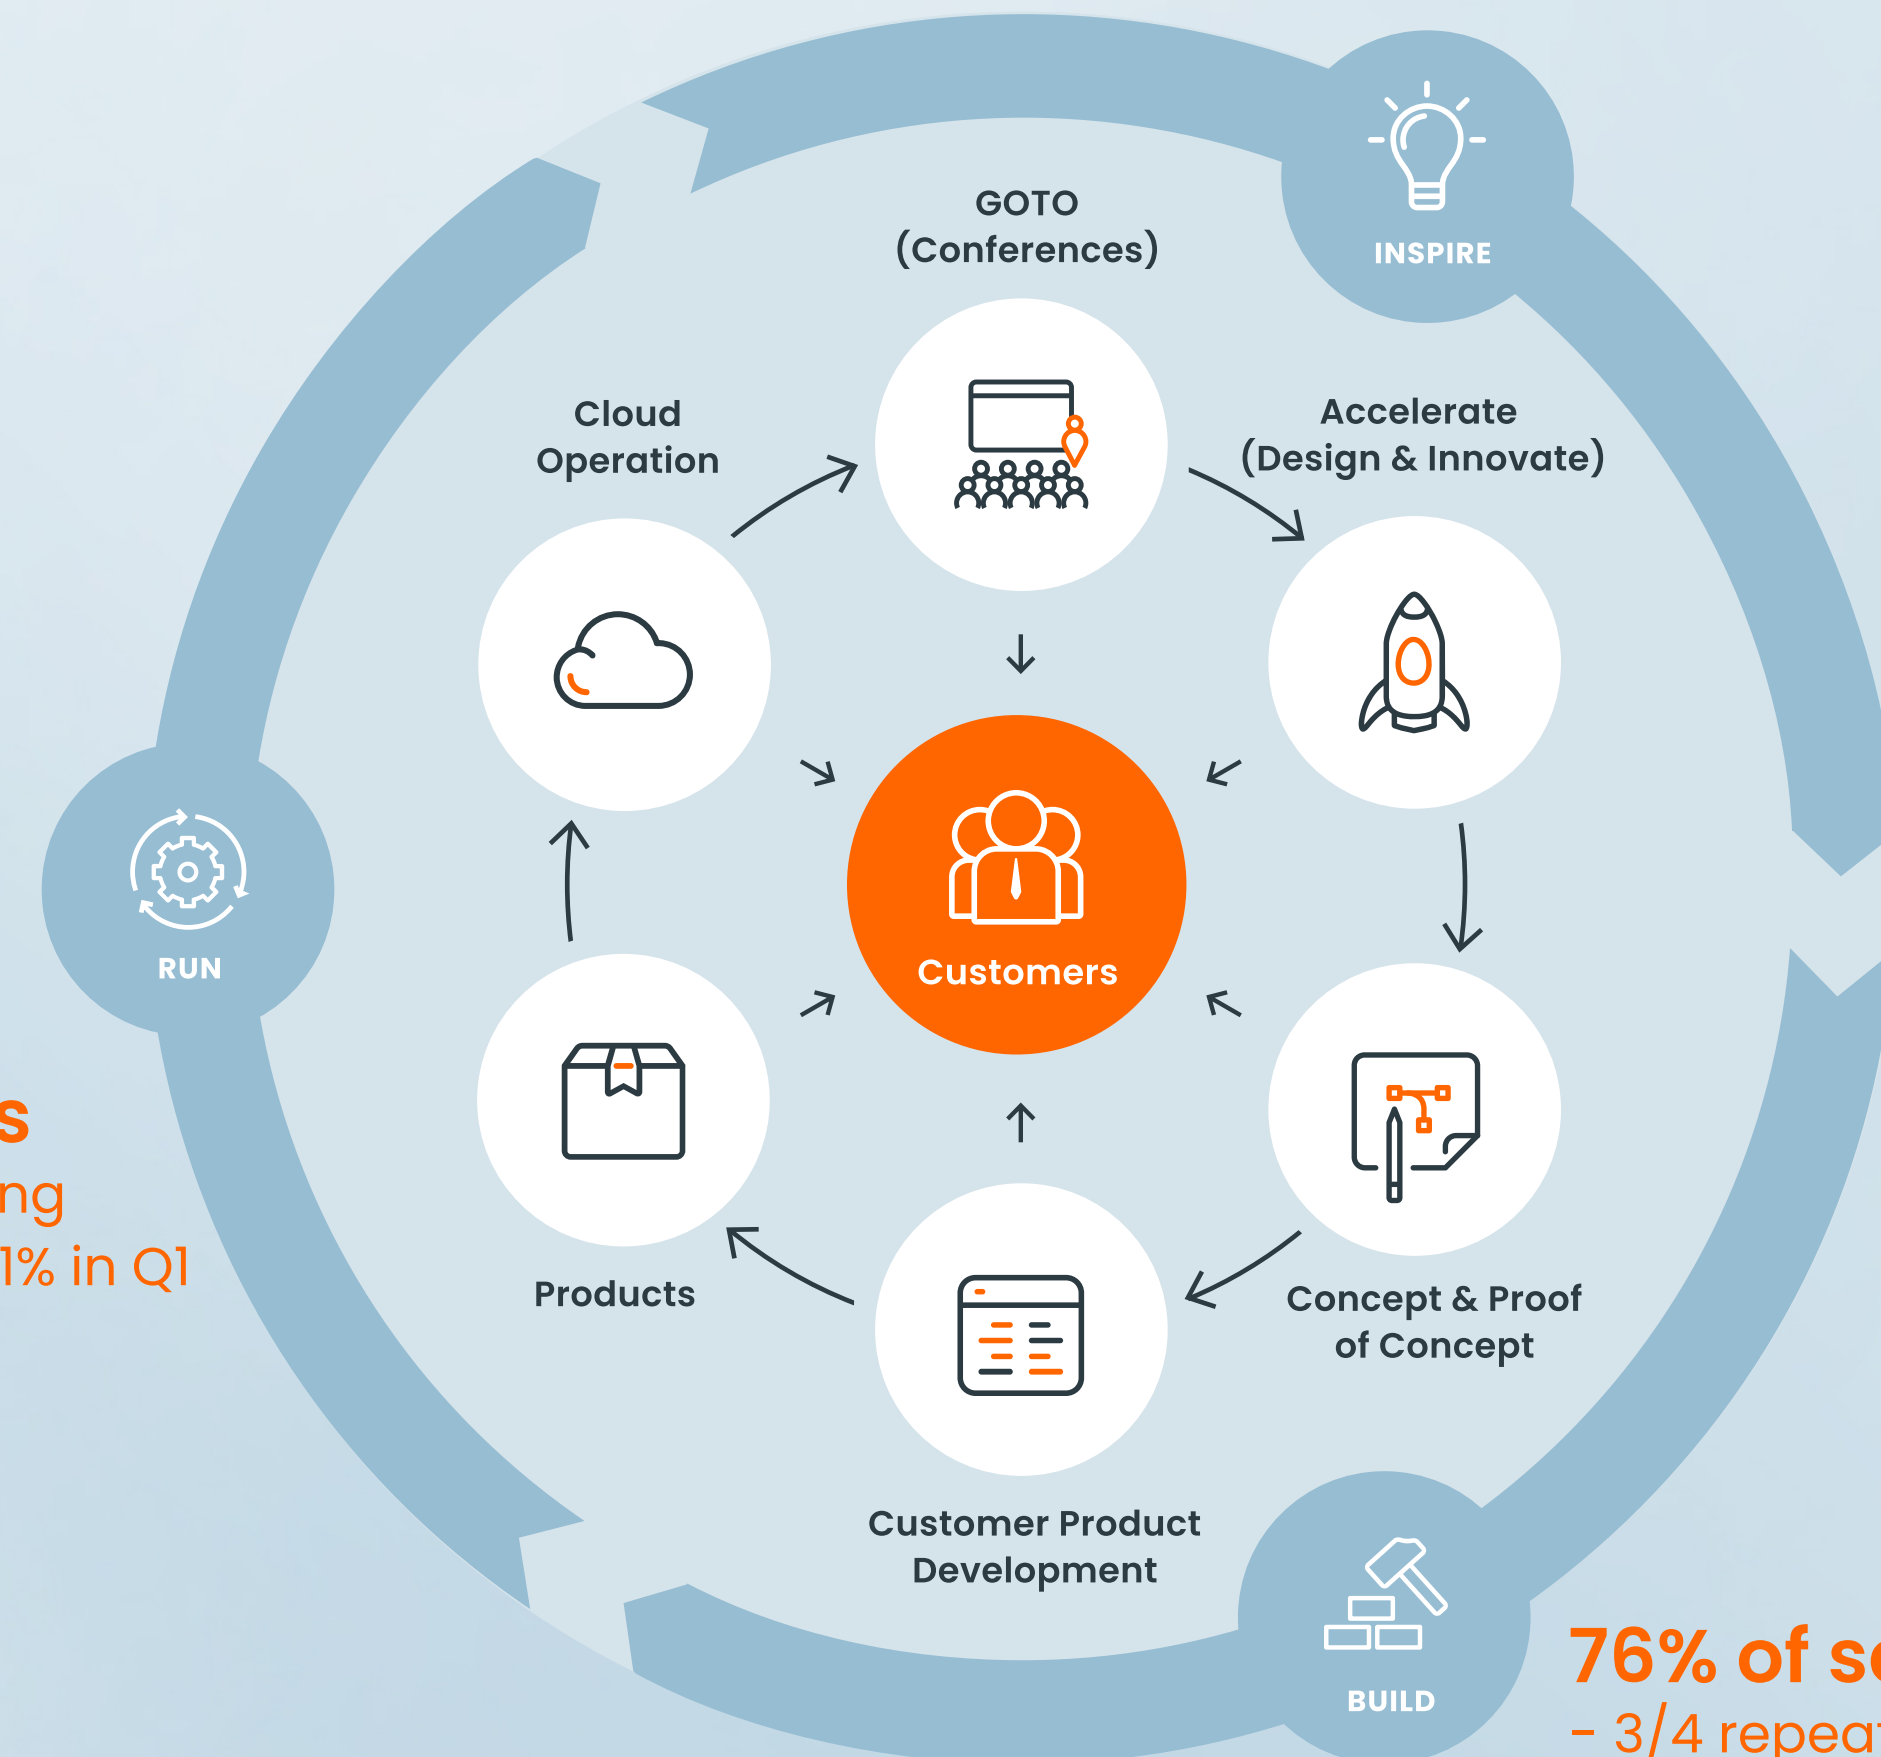 GOTO
(Conferences)
INSPIRE
Accelerate
(Design & Innovate)
Cloud
Operation
Customers
RUN
ng
1% in Q1
Products
Concept & Proof
of Concept
Customer Product
Development
BUILD
76% of
- 3/4